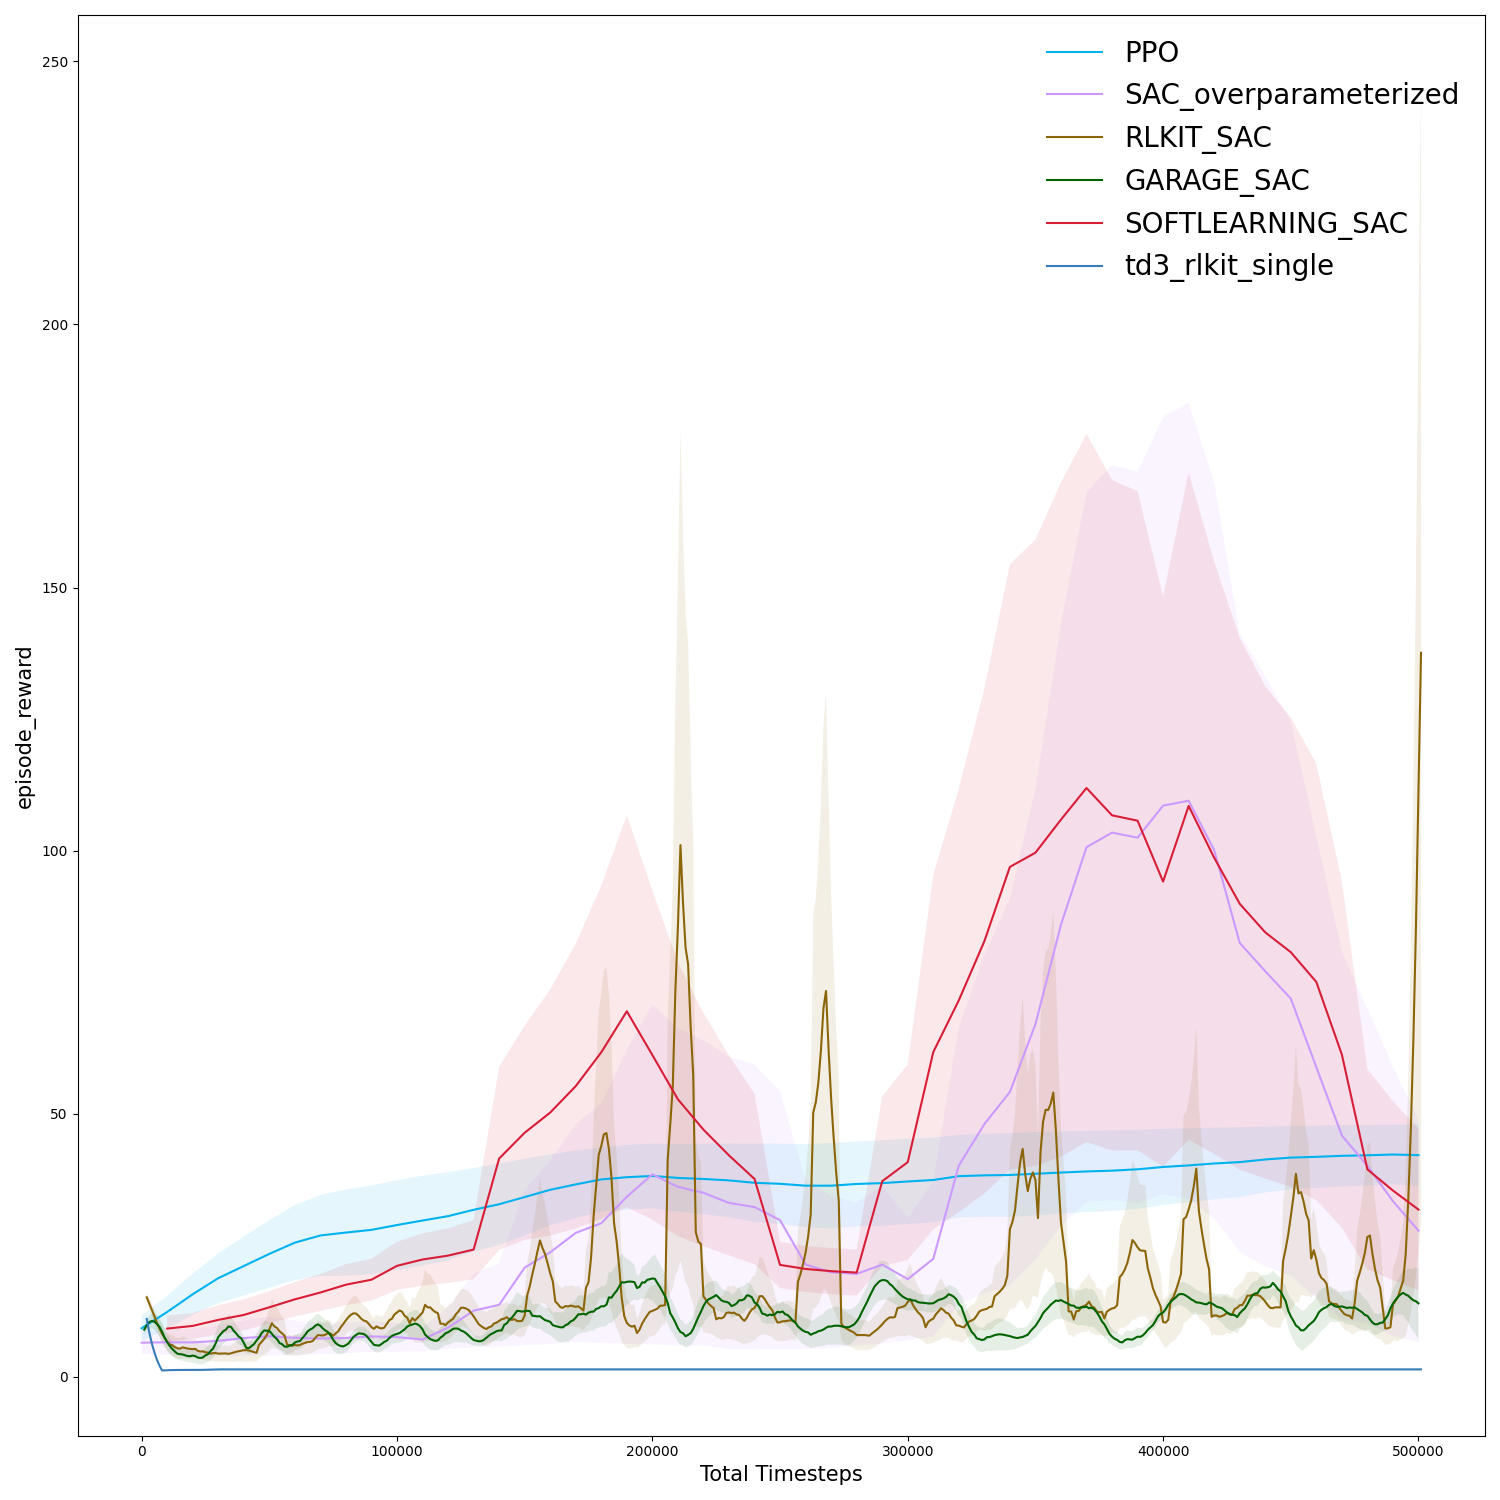 PPO
SAC_overparameterized
RLKIT_SAC
GARAGE_SAC
SOFTLEARNING_SAC
td3_rlkit_single
250
200
150
100
50
0
episode_reward
0 100000 200000 300000 400000 500000
Total Timesteps